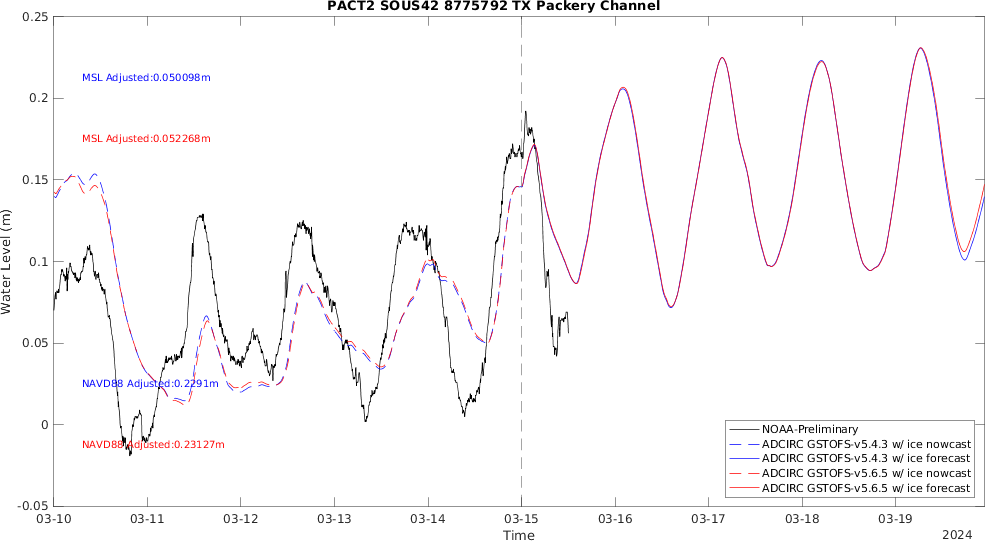 PACT2 SOUS42 8775792 TX Packery Channel
0.25
0.2
0.15
0.1
0.05
0
-0.05
Water Level (m)
MSL Adjusted:0.050098m
MSL Adjusted:0.052268m
NAVD88 Adjusted:0.2291m
NAVD88 Adjusted:0.23127m
NOAA-Preliminary
ADCIRC GSTOFS-v5.4.3 w/ ice nowcast
ADCIRC GSTOFS-v5.4.3 w/ ice forecast
ADCIRC GSTOFS-v5.6.5 w/ ice nowcast
ADCIRC GSTOFS-v5.6.5 w/ ice forecast
03-10 03-11 03-12 03-13 03-14 03-15 03-16 03-17 03-18 03-19
Time
2024